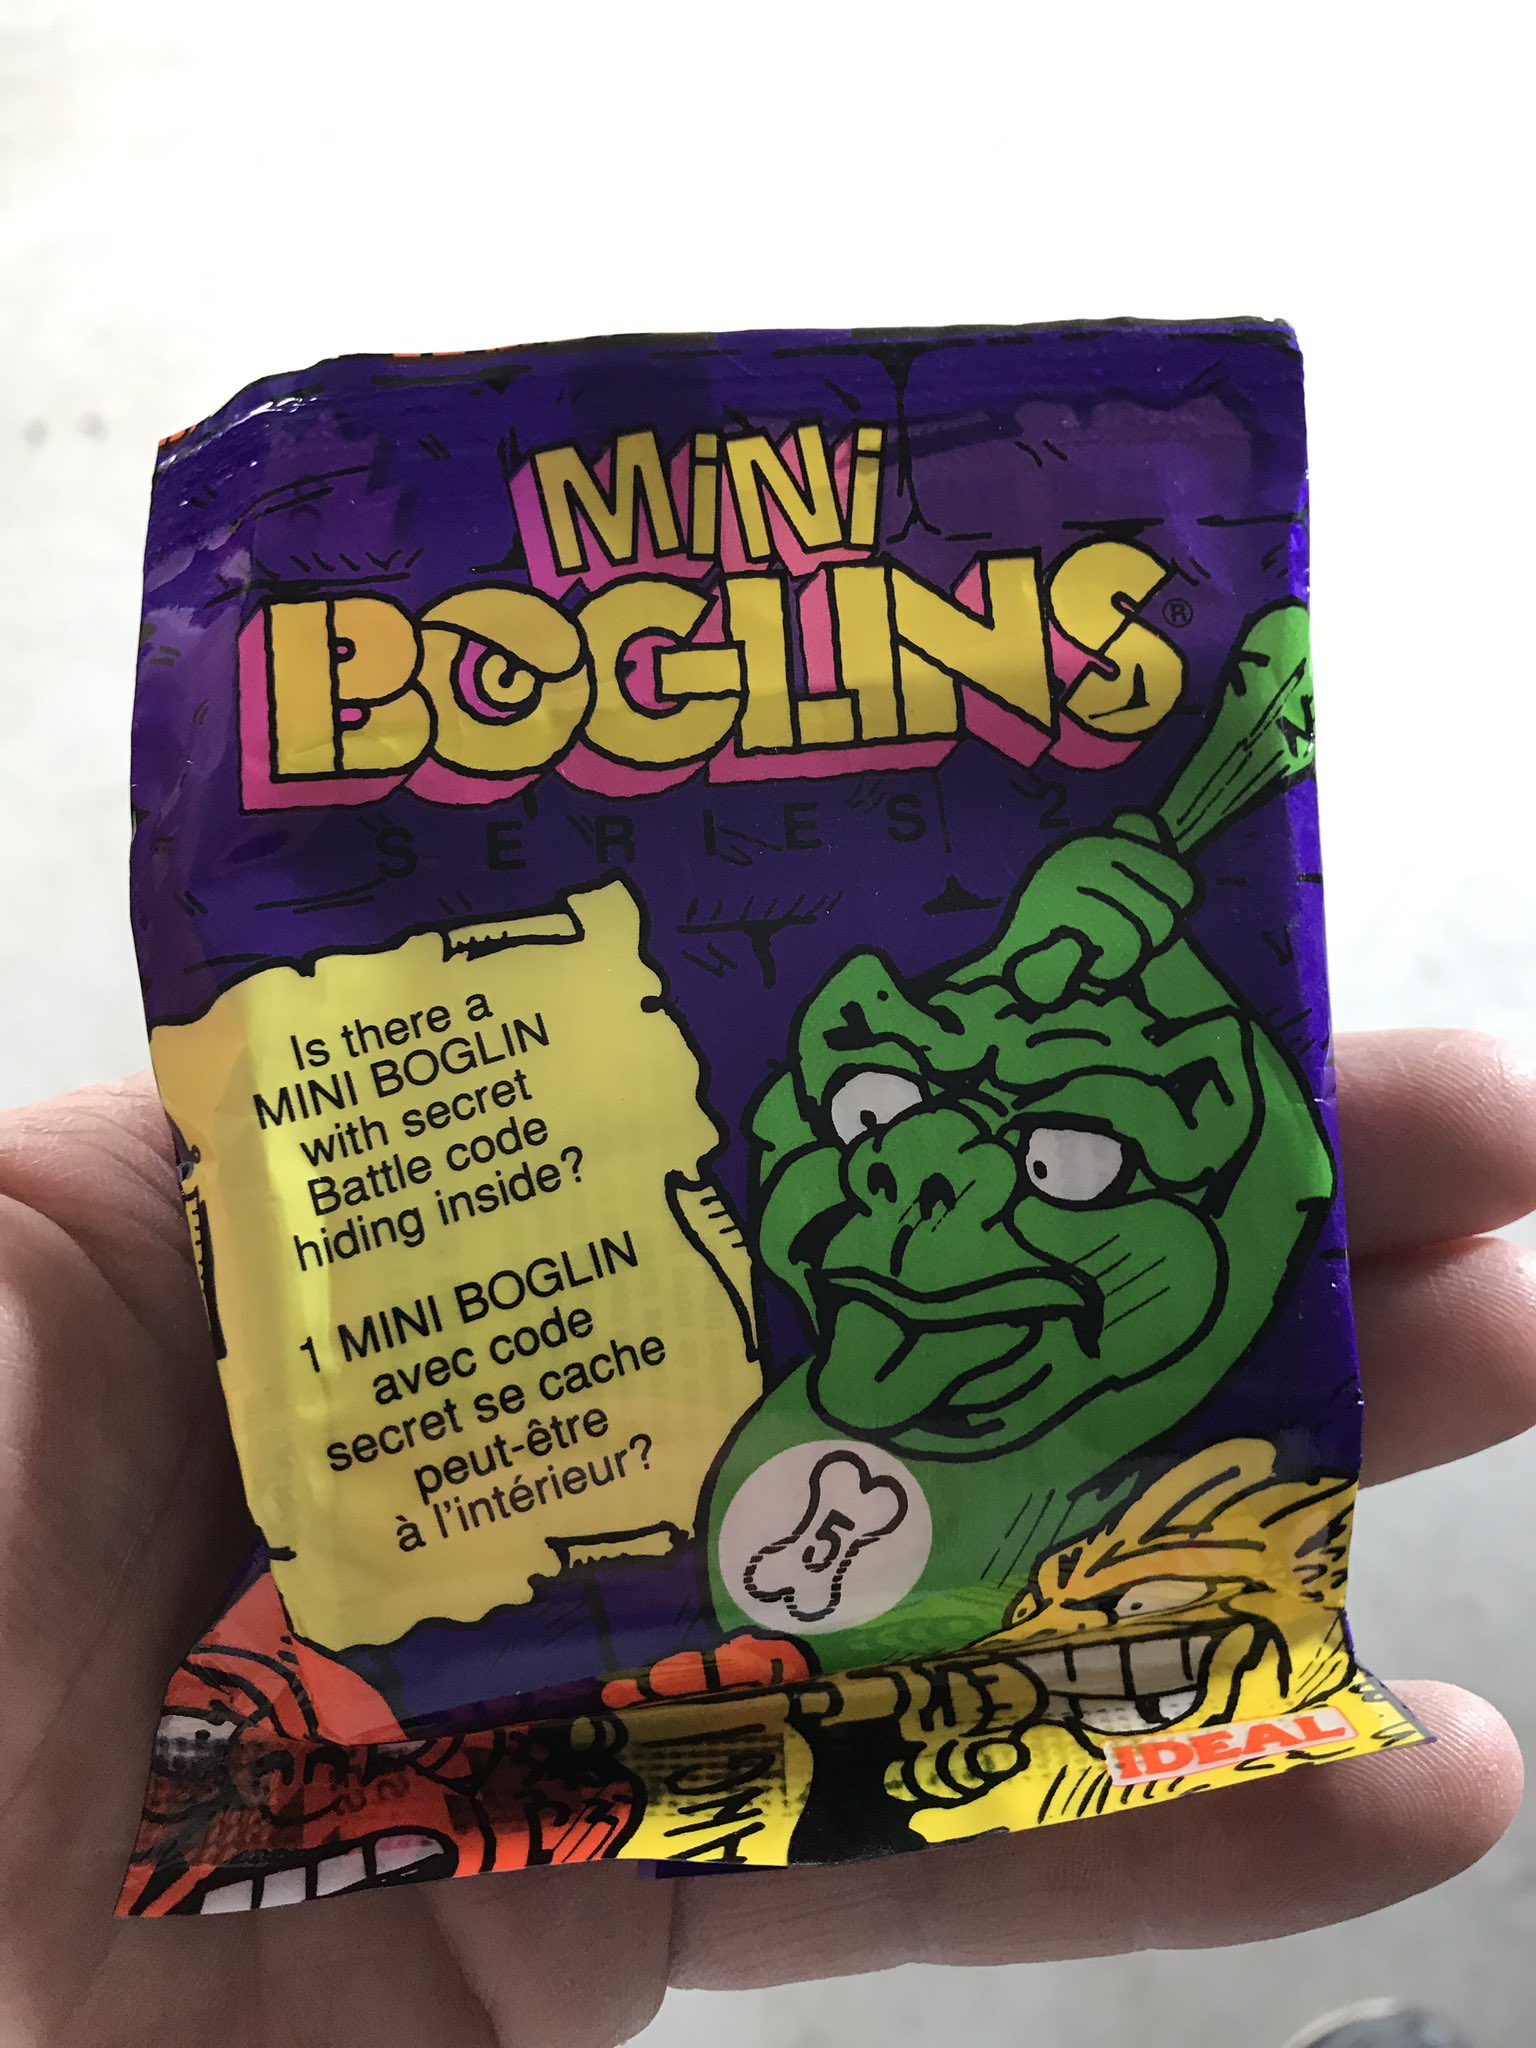 MiNi
BOGLINS®
SERIES 2
Is there a
MINI BOGLIN
with secret
Battle code
hiding inside?
1 MINI BOGLIN
avec code
secret se cache
peut-être
à l'intérieur?
5
IDEAL